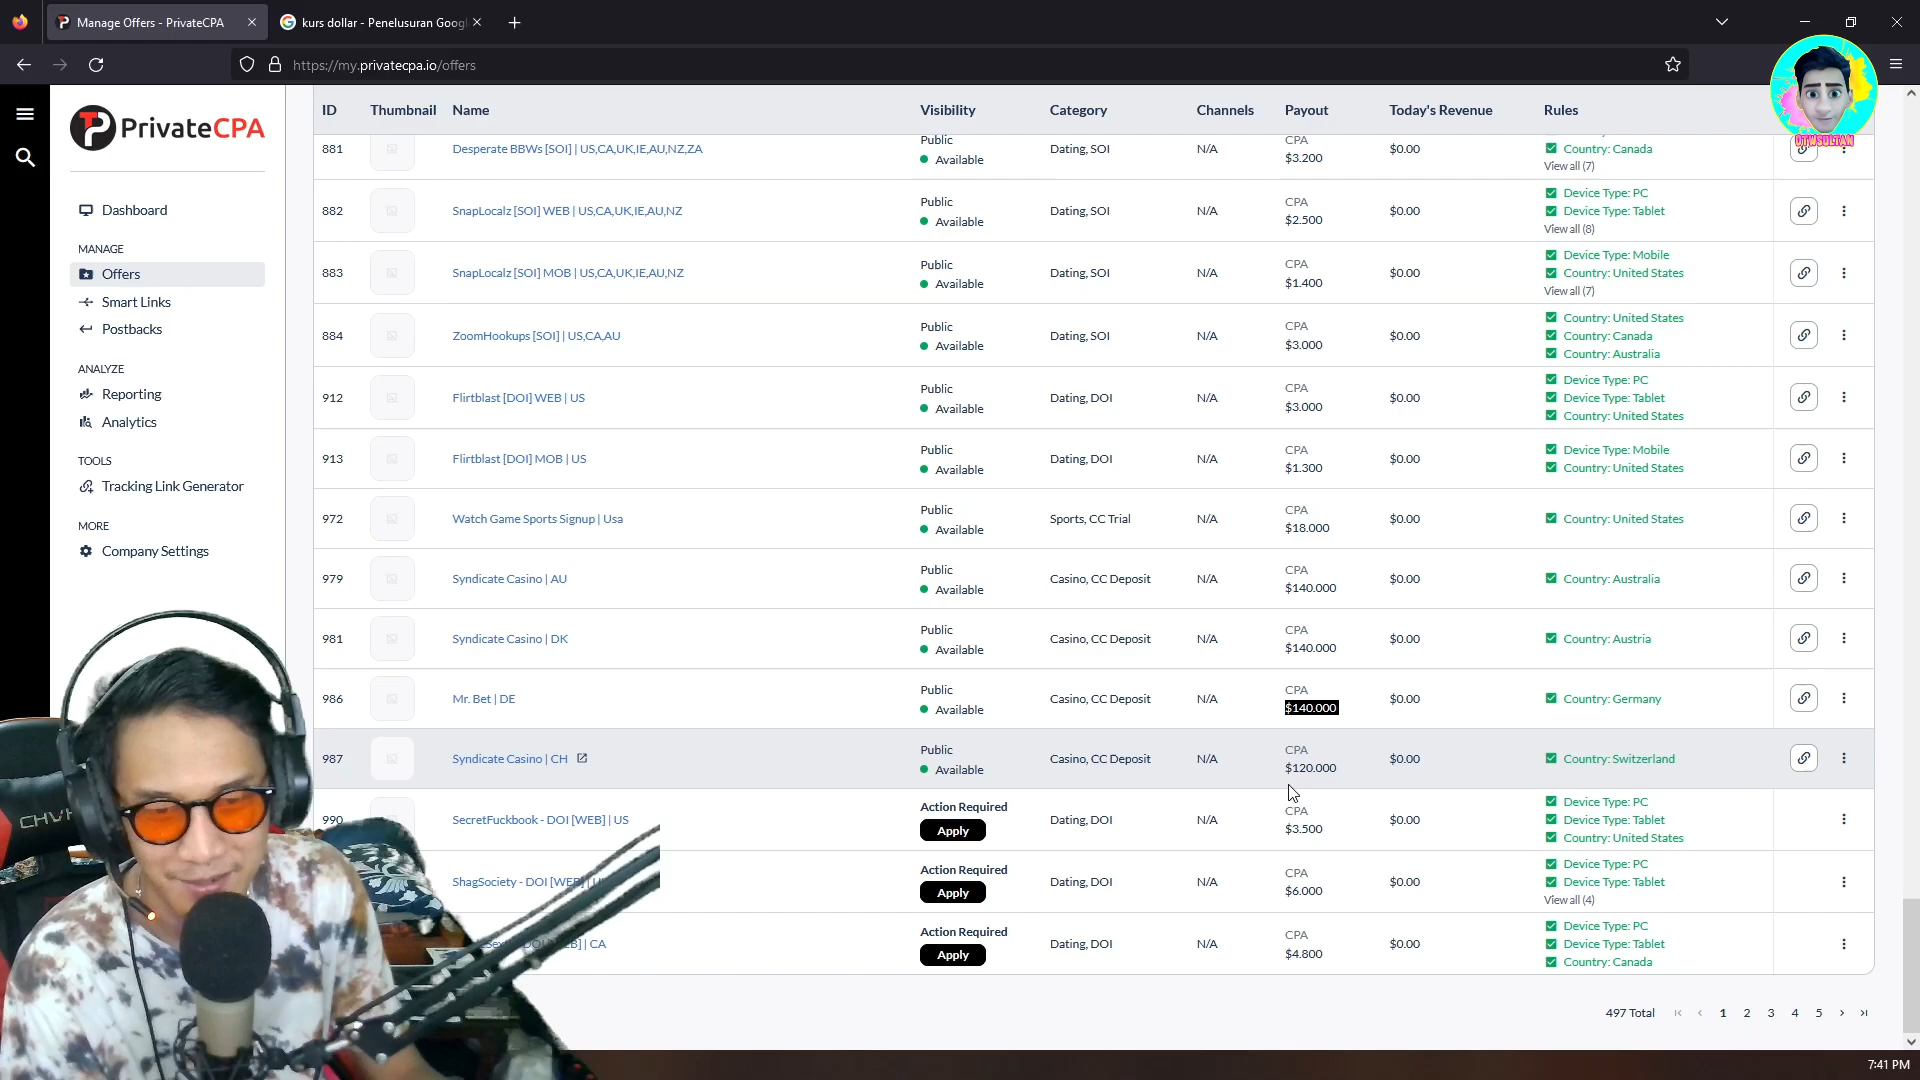 Manage Offers - PrivateCPA
kurs dollar - Penelusuran Goog
https://my.privatecpa.io/offers
OTWSULTAN
PrivateCPA
Dashboard
MANAGE
Offers
Smart Links
Postbacks
ANALYZE
Reporting
Analytics
TOOLS
Tracking Link Generator
MORE
Company Settings
ID Thumbnail Name Visibility Category Channels Payout Today's Revenue Rules
881 Desperate BBWs [SOI] | US,CA,UK,IE,AU,NZ,ZA Public Available Dating, SOI N/A CPA $3.200 $0.00 Country: Canada View all (7)
882 SnapLocalz [SOI] WEB | US,CA,UK,IE,AU,NZ Public Available Dating, SOI N/A CPA $2.500 $0.00 Device Type: PC Device Type: Tablet View all (8)
883 SnapLocalz [SOI] MOB | US,CA,UK,IE,AU,NZ Public Available Dating, SOI N/A CPA $1.400 $0.00 Device Type: Mobile Country: United States View all (7)
884 ZoomHookups [SOI] | US,CA,AU Public Available Dating, SOI N/A CPA $3.000 $0.00 Country: United States Country: Canada Country: Australia
912 Flirtblast [DOI] WEB | US Public Available Dating, DOI N/A CPA $3.000 $0.00 Device Type: PC Device Type: Tablet Country: United States
913 Flirtblast [DOI] MOB | US Public Available Dating, DOI N/A CPA $1.300 $0.00 Device Type: Mobile Country: United States
972 Watch Game Sports Signup | Usa Public Available Sports, CC Trial N/A CPA $18.000 $0.00 Country: United States
979 Syndicate Casino | AU Public Available Casino, CC Deposit N/A CPA $140.000 $0.00 Country: Australia
981 Syndicate Casino | DK Public Available Casino, CC Deposit N/A CPA $140.000 $0.00 Country: Austria
986 Mr. Bet | DE Public Available Casino, CC Deposit N/A CPA $140.000 $0.00 Country: Germany
987 Syndicate Casino | CH Public Available Casino, CC Deposit N/A CPA $120.000 $0.00 Country: Switzerland
990 SecretFuckbook - DOI [WEB] | US Action Required Apply Dating, DOI N/A CPA $3.500 $0.00 Device Type: PC Device Type: Tablet Country: United States
ShagSociety - DOI [WEB] Action Required Apply Dating, DOI N/A CPA $6.000 $0.00 Device Type: PC Device Type: Tablet View all (4)
| CA Action Required Apply Dating, DOI N/A CPA $4.800 $0.00 Device Type: PC Device Type: Tablet Country: Canada
497 Total 1 2 3 4 5
7:41 PM